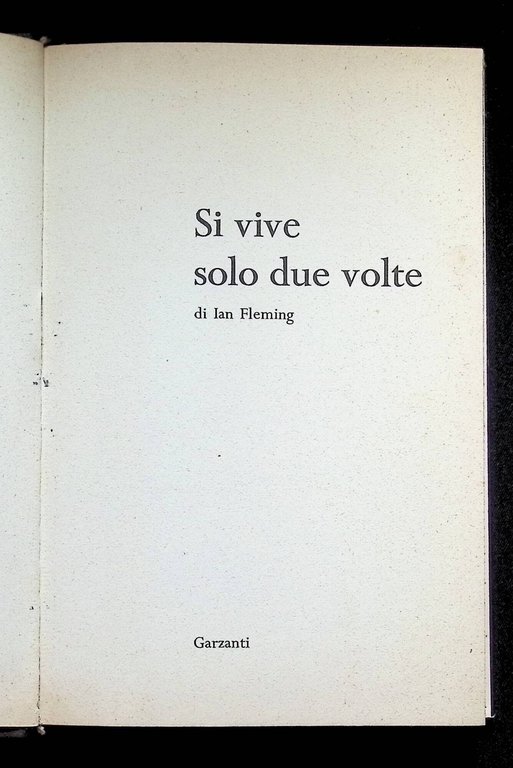 Si vive
solo due volte
di Ian Fleming
Garzanti